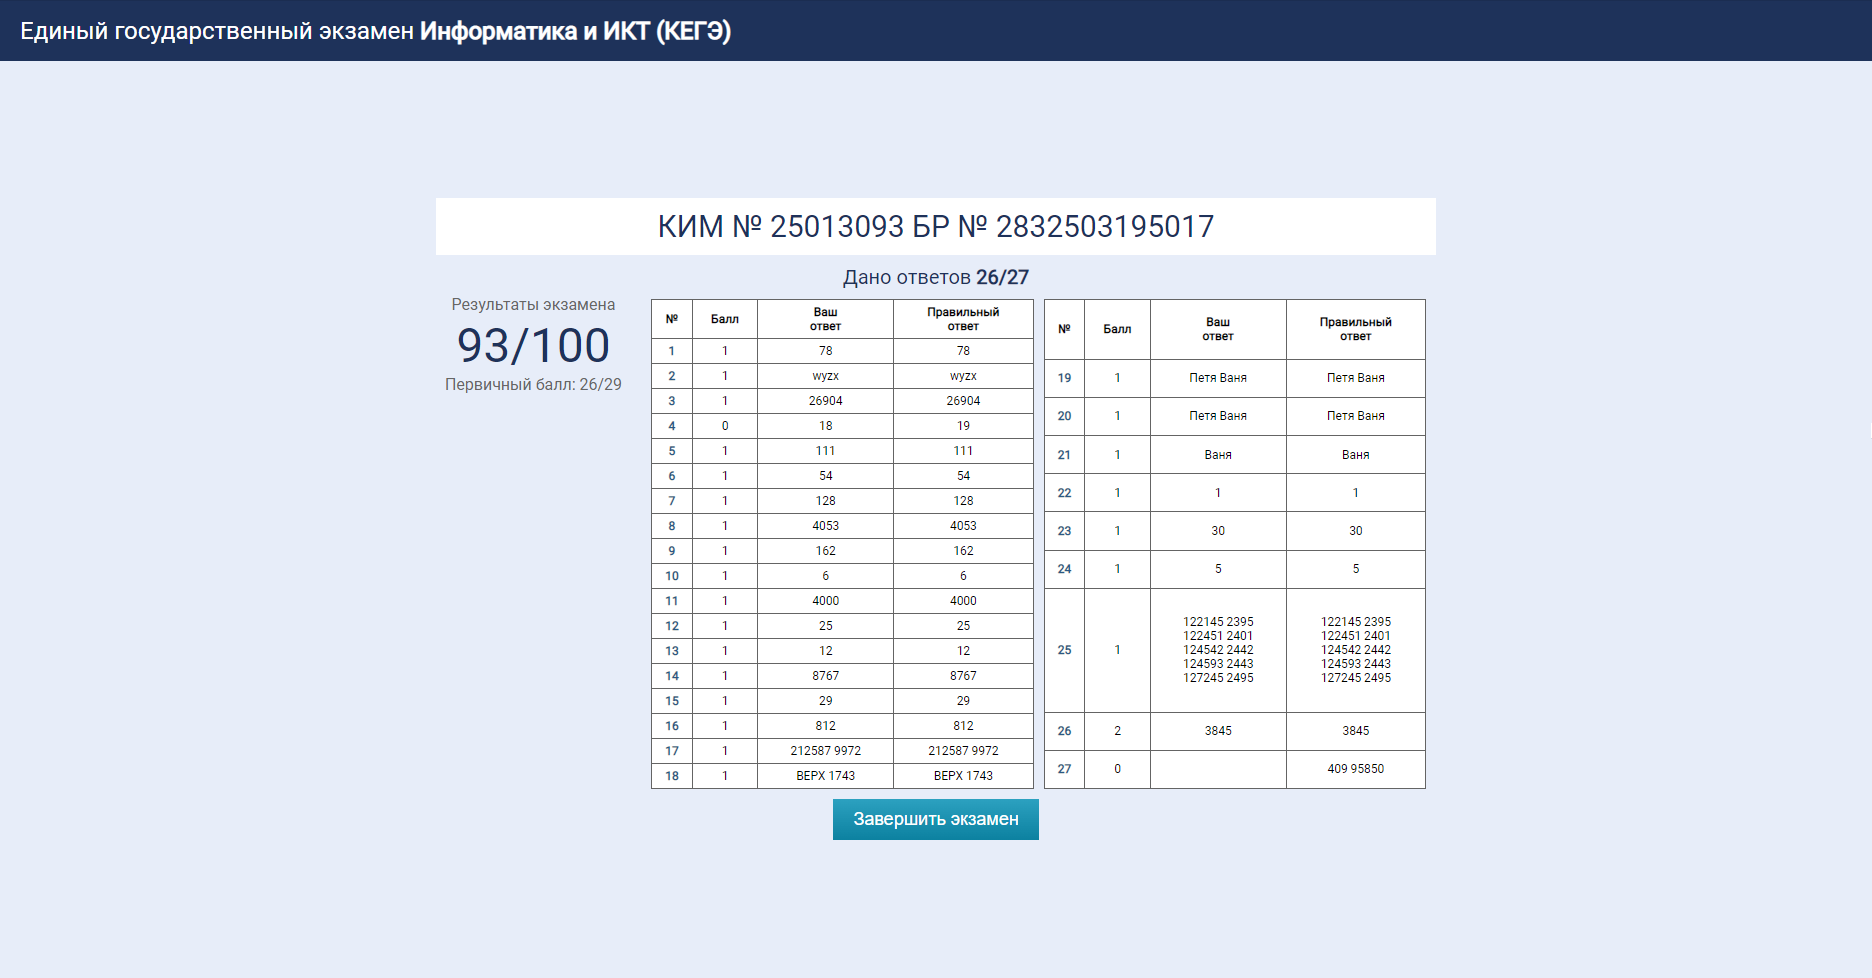 Единый государственный экзамен Информатика и ИКТ (КЕГЭ)
КИМ № 25013093 БР № 2832503195017
Дано ответов 26/27
Результаты экзамена
93/100
Первичный балл: 26/29
№ Балл Ваш ответ Правильный ответ
1 1 78 78
2 1 wyzx wyzx
3 1 26904 26904
4 0 18 19
5 1 111 111
6 1 54 54
7 1 128 128
8 1 4053 4053
9 1 162 162
10 1 6 6
11 1 4000 4000
12 1 25 25
13 1 12 12
14 1 8767 8767
15 1 29 29
16 1 812 812
17 1 212587 9972 212587 9972
18 1 ВЕРХ 1743 ВЕРХ 1743
№ Балл Ваш ответ Правильный ответ
19 1 Петя Ваня Петя Ваня
20 1 Петя Ваня Петя Ваня
21 1 Ваня Ваня
22 1 1 1
23 1 30 30
24 1 5 5
122145 2395 122145 2395
122451 2401 122451 2401
25 1 124542 2442 124542 2442
124593 2443 124593 2443
127245 2495 127245 2495
26 2 3845 3845
27 0 409 95850
Завершить экзамен